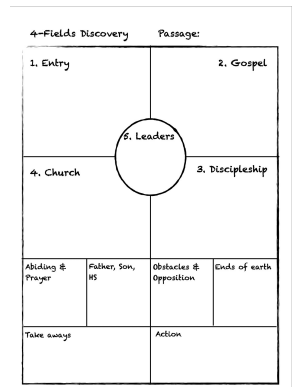 4-Fields Discovery Passage:
1. Entry
2. Gospel
5. Leaders
4. Church
3. Discipleship
Abiding &
Prayer
Father, Son,
HS
Obstacles &
Opposition
Ends of earth
Take aways
Action